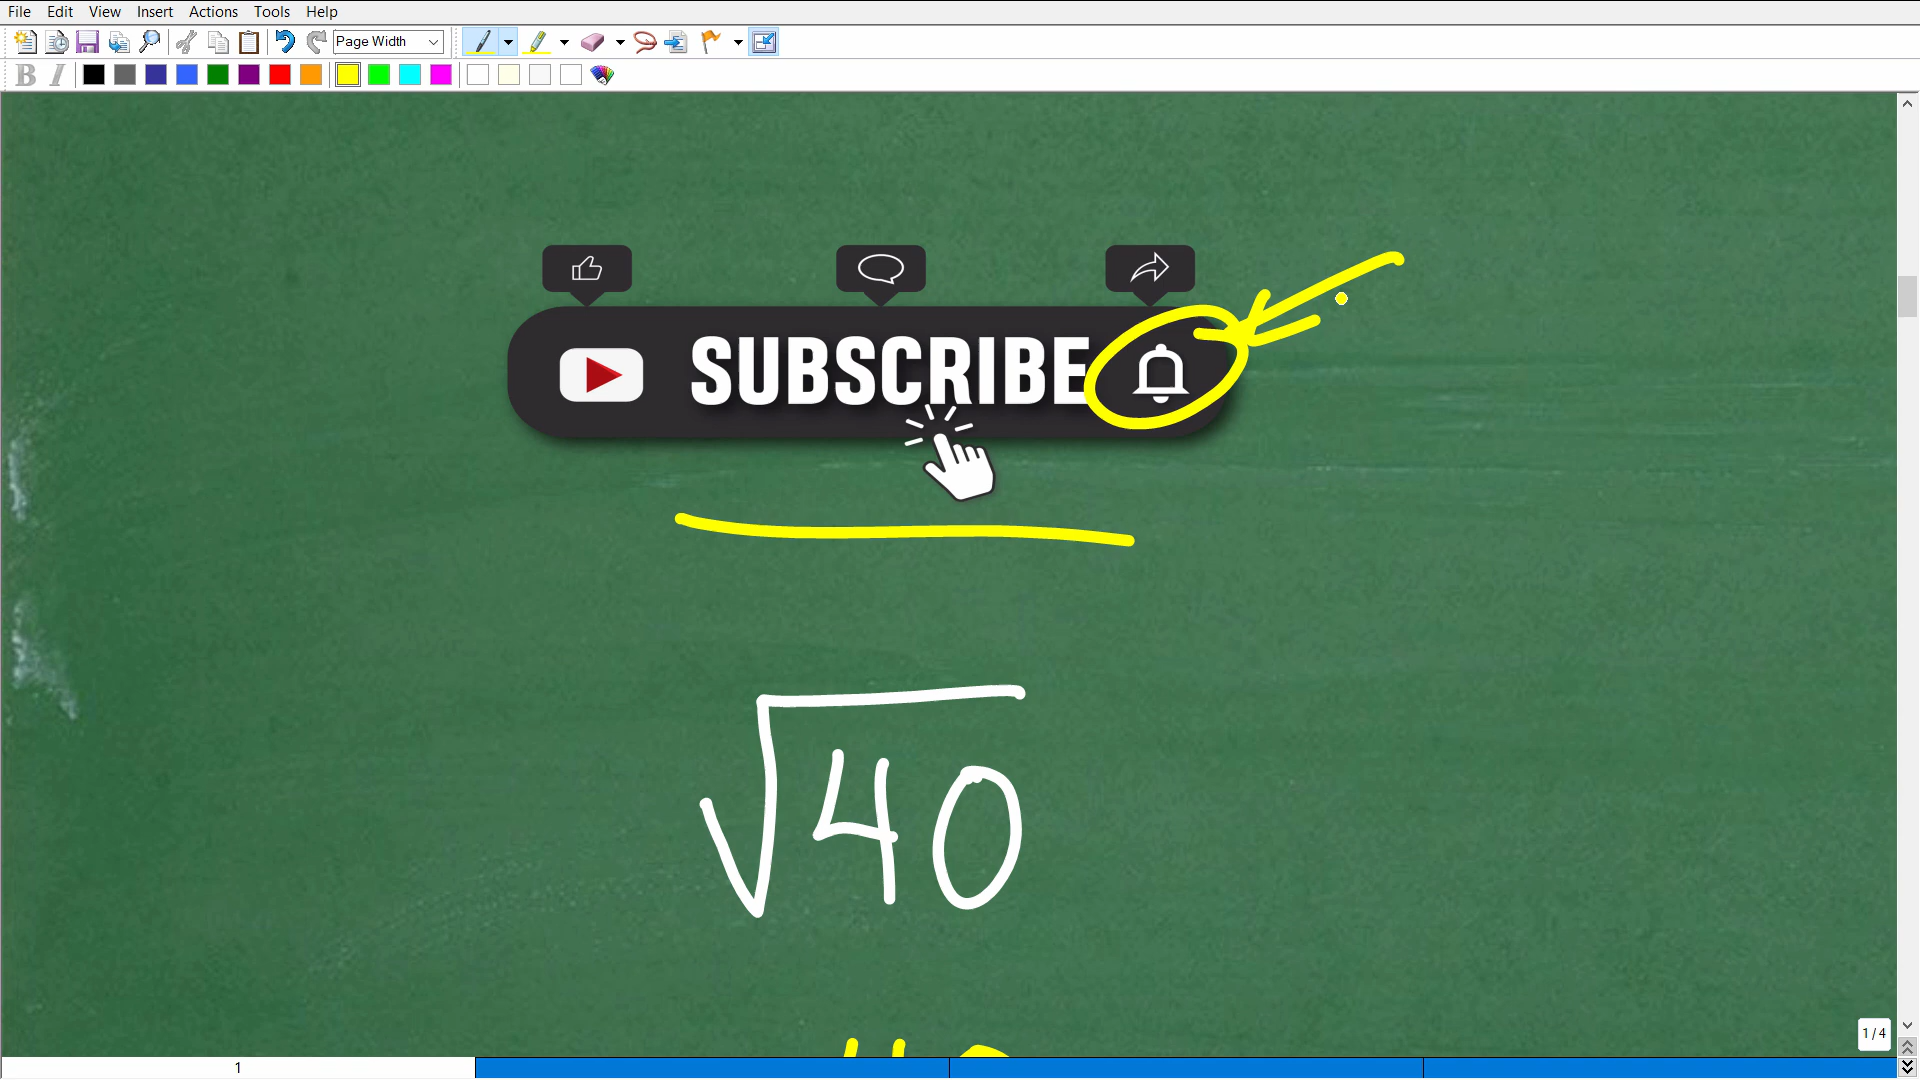 File Edit View Insert Actions Tools Help
Page Width
B I
SUBSCRIBE
√40
1 / 4
1